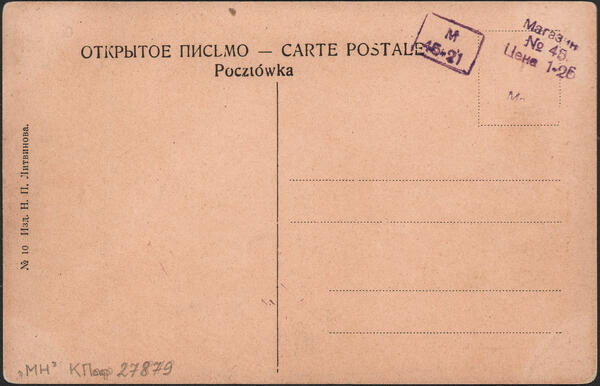 ОТКРЫТОЕ ПИСЬМО — CARTE POSTALE
Pocztówka
М
45-21
Магазин
№ 45
Цена 1-25
М-
№ 10 Изд. Н. П. Литвинова.
„МН" КПоф 27879